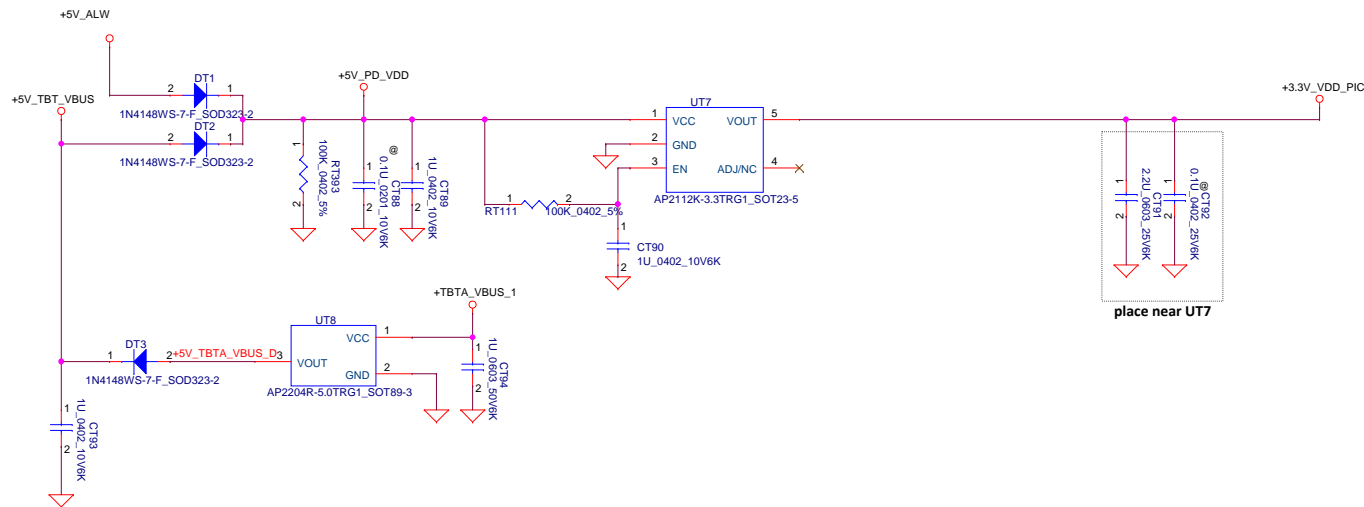 +5V_ALW
DT1
2
1
1N4148WS-7-F_SOD323-2
+5V_TBT_VBUS
DT2
2
1
1N4148WS-7-F_SOD323-2
+5V_PD_VDD
1
2
RT393
100K_0402_5%
@
1
2
CT88
0.1U_0201_10V6K
1
2
CT89
1U_0402_10V6K
UT7
1
VCC
VOUT
5
2
GND
3
EN
ADJ/NC
4
AP2112K-3.3TRG1_SOT23-5
1
2
RT111
100K_0402_5%
1
2
CT90
1U_0402_10V6K
+3.3V_VDD_PIC
1
2
CT91
2.2U_0603_25V6K
1
2
@
CT92
0.1U_0402_25V6K
place near UT7
+TBTA_VBUS_1
UT8
VCC
1
3
VOUT
GND
2
AP2204R-5.0TRG1_SOT89-3
1
2
CT94
1U_0603_50V6K
DT3
1
2
+5V_TBTA_VBUS_D
1N4148WS-7-F_SOD323-2
1
2
CT93
1U_0402_10V6K